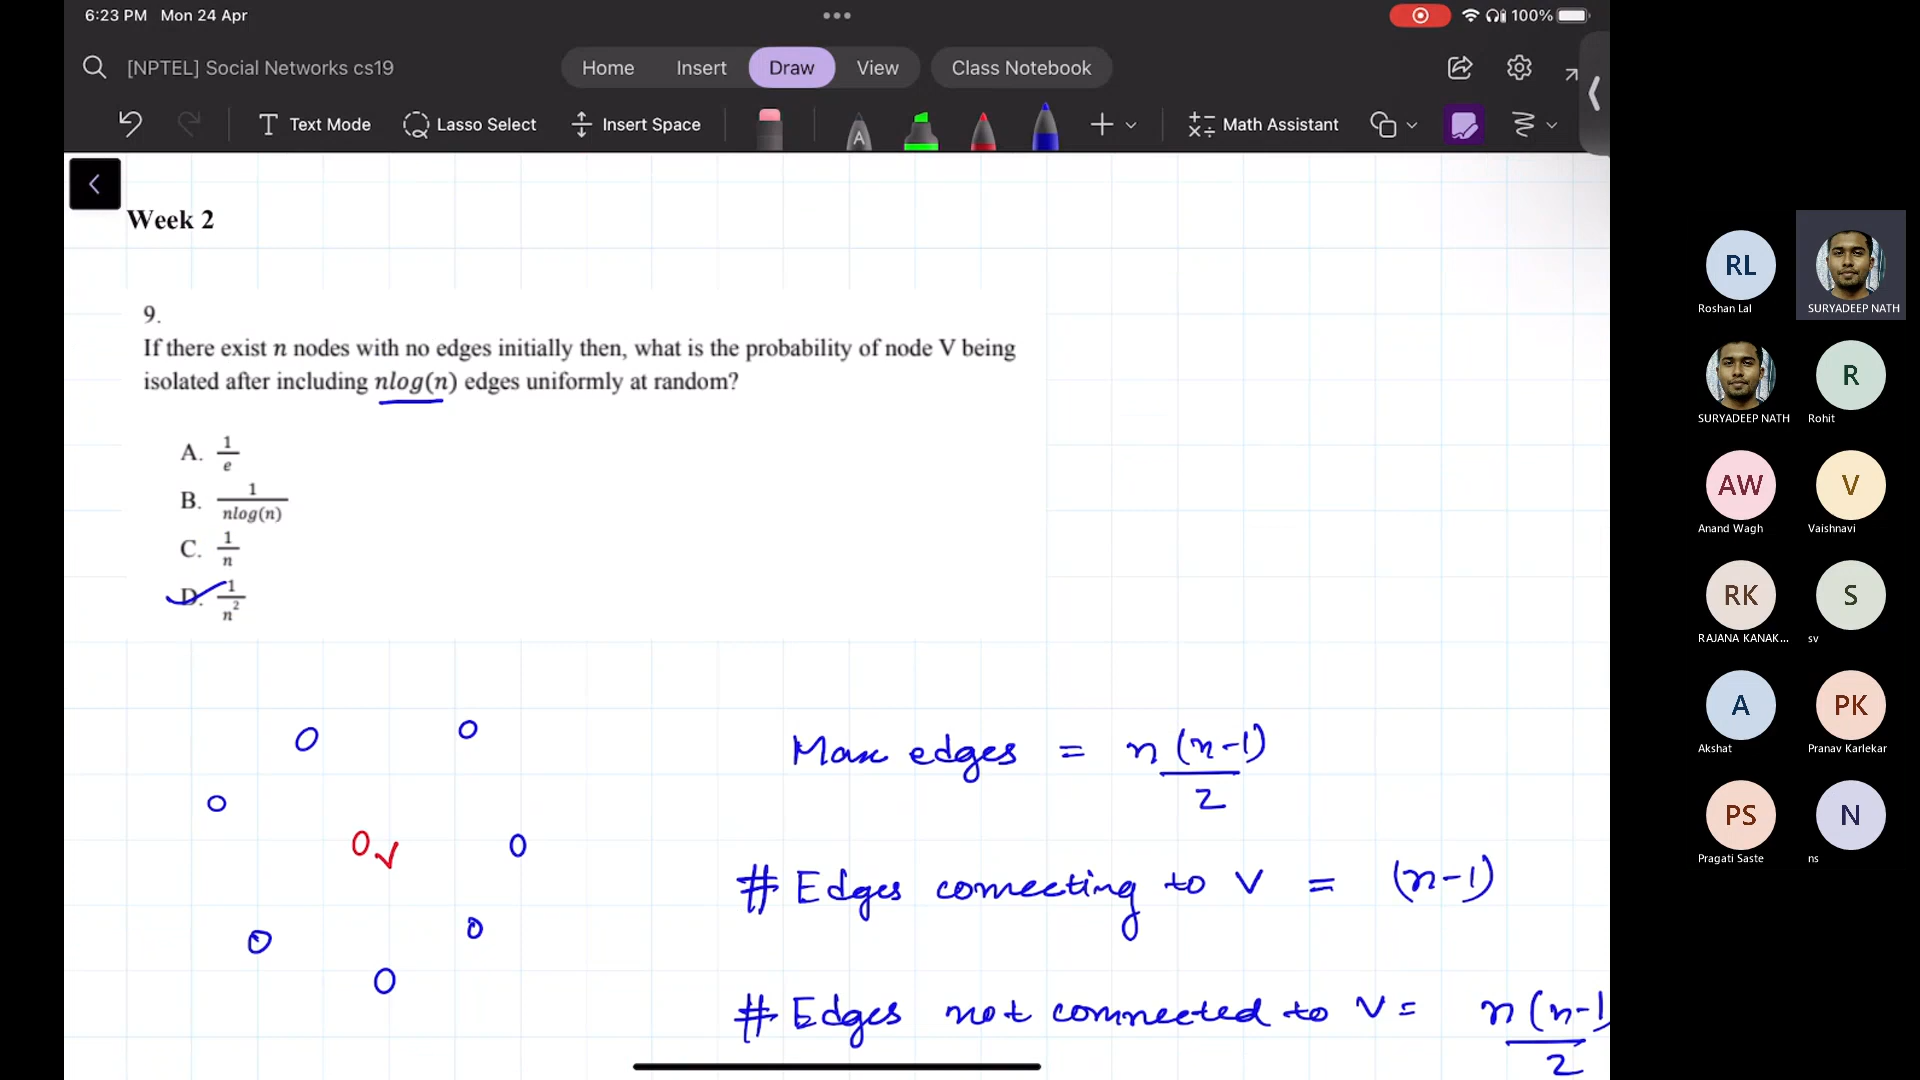 6:23 PM Mon 24 Apr
100%
[NPTEL] Social Networks cs19
Home Insert Draw View Class Notebook
Text Mode Lasso Select Insert Space Math Assistant
Week 2
9.
If there exist n nodes with no edges initially then, what is the probability of node V being
isolated after including nlog(n) edges uniformly at random?
A. 1/e
B. 1/nlog(n)
C. 1/n
D. 1/n²
V
Max edges = n(n-1)/2
# Edges connecting to V = (n-1)
# Edges not connected to V = n(n-1)/2
RL
Roshan Lal
SURYADEEP NATH
SURYADEEP NATH
R
Rohit
AW
Anand Wagh
V
Vaishnavi
RK
RAJANA KANAK...
S
sv
A
Akshat
PK
Pranav Karlekar
PS
Pragati Saste
N
ns